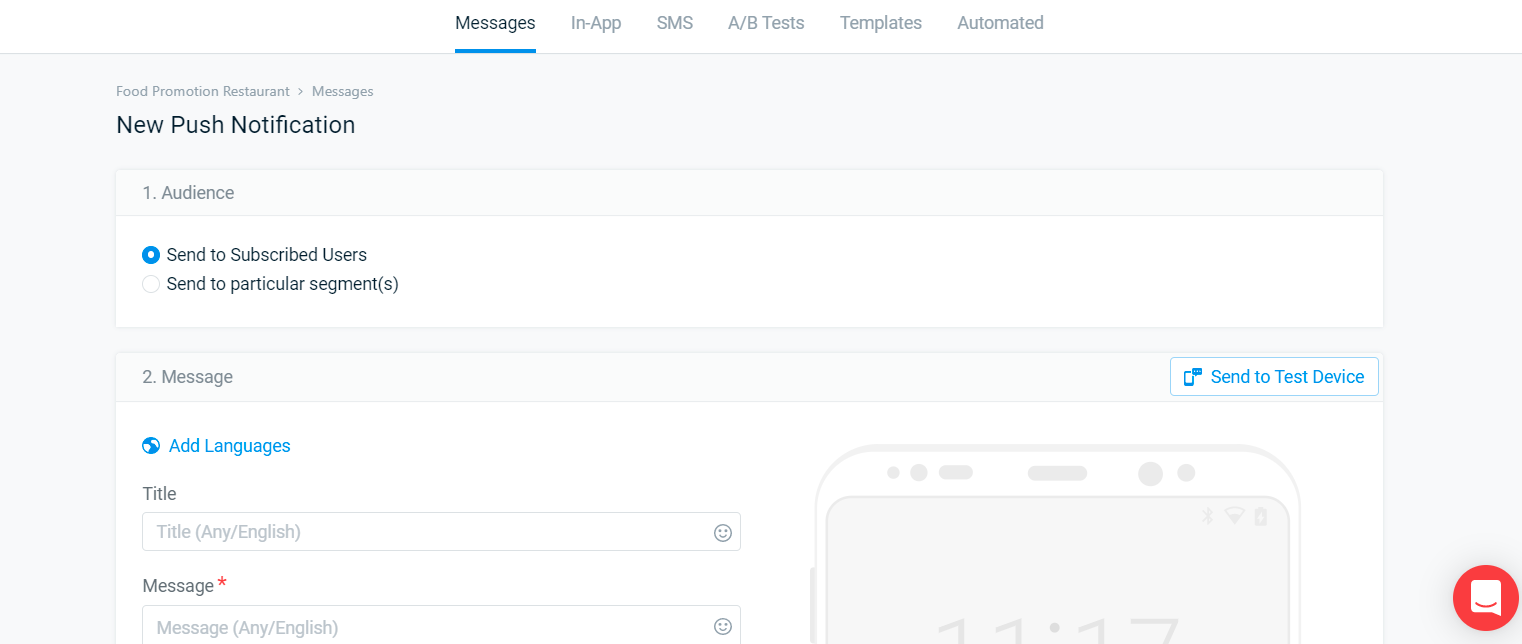 Messages In-App SMS A/B Tests Templates Automated
Food Promotion Restaurant > Messages
New Push Notification
1. Audience
Send to Subscribed Users
Send to particular segment(s)
2. Message
Send to Test Device
Add Languages
Title
Title (Any/English)
Message *
Message (Any/English)
11:17